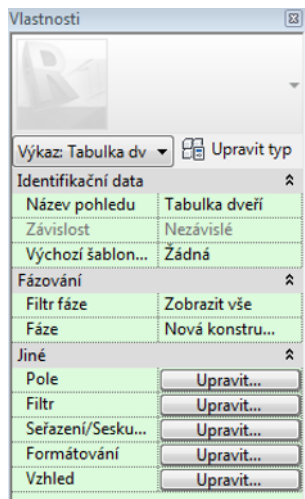 Vlastnosti
Výkaz: Tabulka dv
Upravit typ
Identifikační data
Název pohledu Tabulka dveří
Závislost Nezávislé
Výchozí šablon... Žádná
Fázování
Filtr fáze Zobrazit vše
Fáze Nová konstru...
Jiné
Pole Upravit...
Filtr Upravit...
Seřazení/Sesku... Upravit...
Formátování Upravit...
Vzhled Upravit...